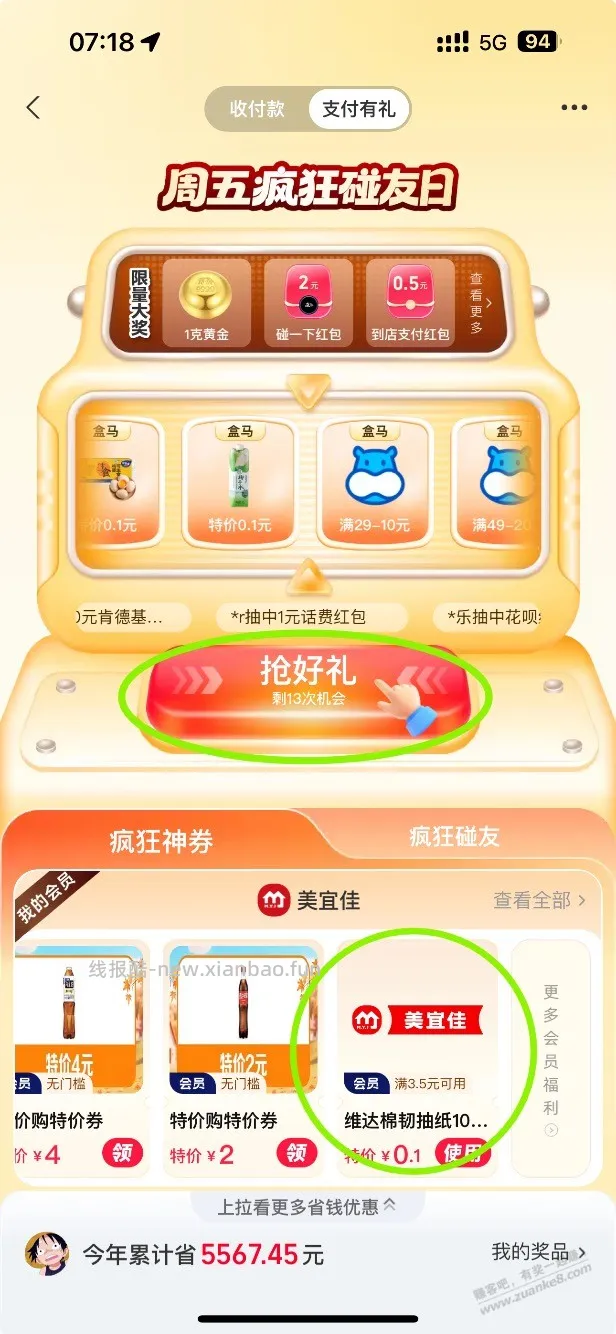 07:18
5G 94
收付款 支付有礼
周五疯狂碰友日
限量大奖
1克黄金
2元
碰一下红包
0.5元
到店支付红包
查看更多
盒马 盒马 盒马 盒马
价0.1元 特价0.1元 满29-10元 满49-20
0元肯德基... *r抽中1元话费红包 *乐抽中花呗
抢好礼
剩13次机会
疯狂神券 疯狂碰友
我的会员
美宜佳
查看全部
线报酷-new.xianbao.fun
特价4元
员 无门槛
价购特价券
价 ¥4 领
特价2元
会员 无门槛
特价购特价券
特价 ¥2 领
美宜佳
会员 满3.5元可用
维达棉韧抽纸10...
特价 ¥0.1 使用
更多会员福利
上拉看更多省钱优惠
今年累计省5567.45元
我的奖品
赚客吧,有奖一起赚!
www.zuanke8.com